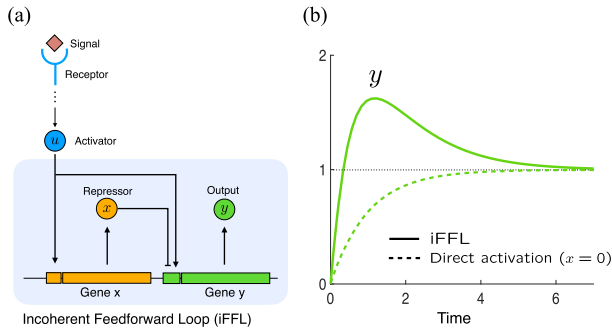 (a)
Signal
Receptor
u
Activator
Repressor
x
Output
y
Gene x
Gene y
Incoherent Feedforward Loop (iFFL)
(b)
2
1
0
y
iFFL
Direct activation (x = 0)
0
2
4
6
Time